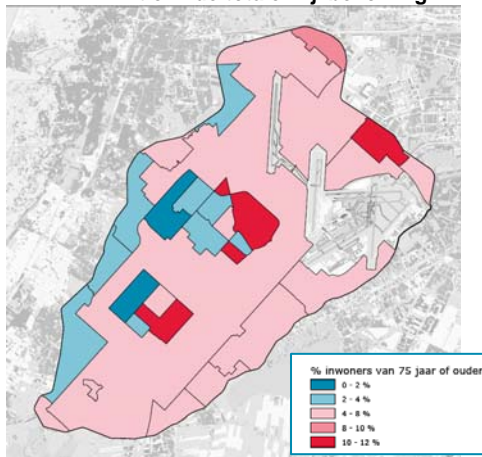 % inwoners van 75 jaar of ouder
0 - 2 %
2 - 4 %
4 - 8 %
8 - 10 %
10 - 12 %